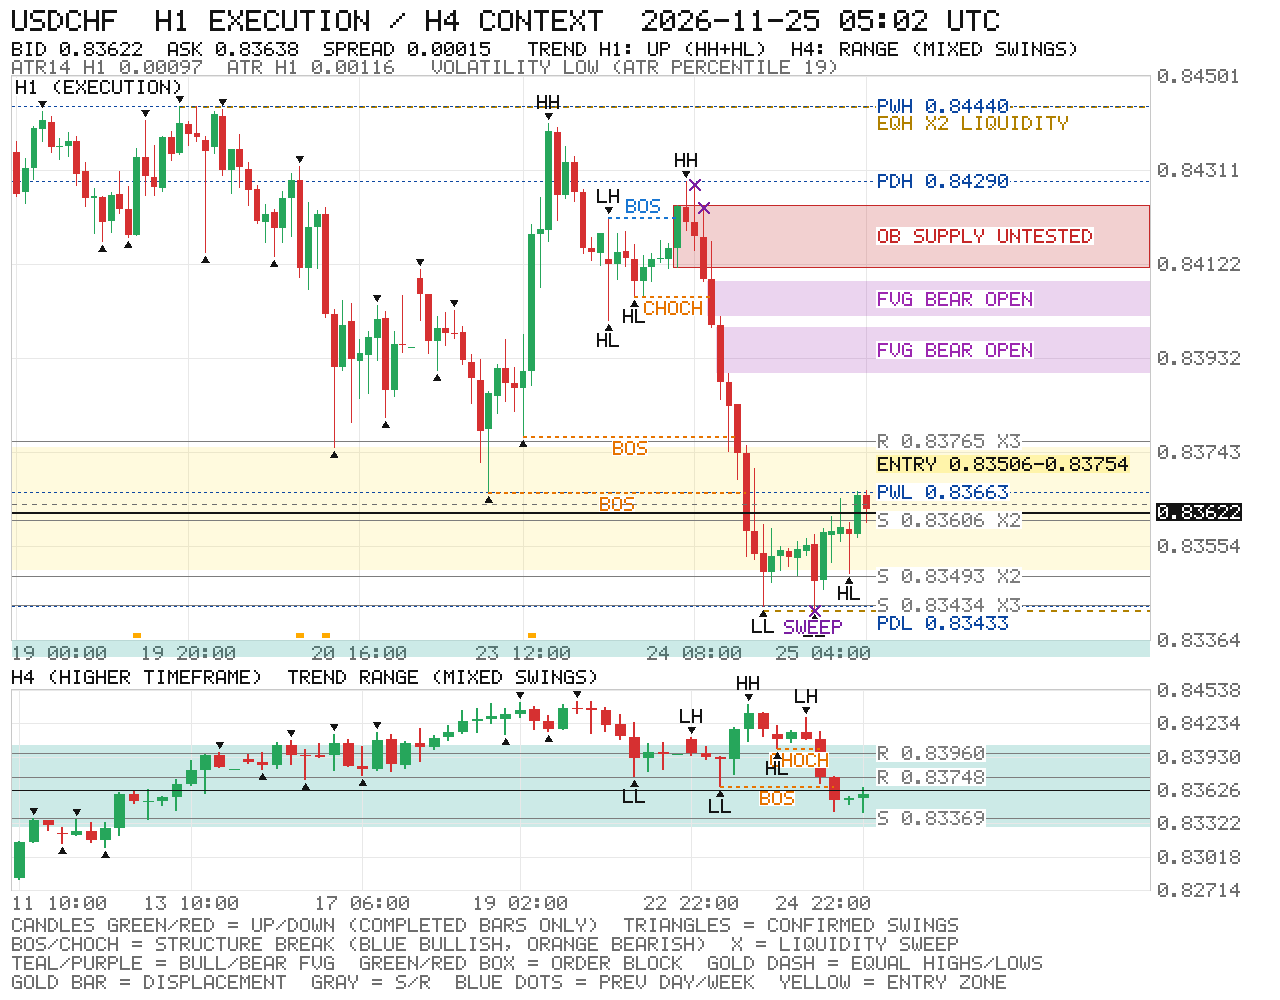 USDCHF  H1 EXECUTION / H4 CONTEXT  2026-11-25 05:02 UTC
BID 0.83622  ASK 0.83638  SPREAD 0.00015   TREND H1: UP (HH+HL)  H4: RANGE (MIXED SWINGS)
ATR14 H1 0.00097  ATR H1 0.00116   VOLATILITY LOW (ATR PERCENTILE 19)
0.84501
H1 (EXECUTION)
HH
PWH 0.84440
EQH X2 LIQUIDITY
HH
0.84311
PDH 0.84290
LH
BOS
OB SUPPLY UNTESTED
0.84122
FVG BEAR OPEN
HL
CHOCH
HL
FVG BEAR OPEN
0.83932
R 0.83765 X3
BOS
0.83743
ENTRY 0.83506-0.83754
PWL 0.83663
BOS
0.83622
S 0.83606 X2
0.83554
S 0.83493 X2
HL
S 0.83434 X3
LL
SWEEP
PDL 0.83433
0.83364
19 00:00
19 20:00
20 16:00
23 12:00
24 08:00
25 04:00
H4 (HIGHER TIMEFRAME)  TREND RANGE (MIXED SWINGS)
HH
0.84538
LH
LH
0.84234
R 0.83960
0.83930
CHOCH
HL
R 0.83748
LL
BOS
LL
0.83626
S 0.83369
0.83322
0.83018
0.82714
11 10:00
13 10:00
17 06:00
19 02:00
22 22:00
24 22:00
CANDLES GREEN/RED = UP/DOWN (COMPLETED BARS ONLY)  TRIANGLES = CONFIRMED SWINGS
BOS/CHOCH = STRUCTURE BREAK (BLUE BULLISH, ORANGE BEARISH)  X = LIQUIDITY SWEEP
TEAL/PURPLE = BULL/BEAR FVG  GREEN/RED BOX = ORDER BLOCK  GOLD DASH = EQUAL HIGHS/LOWS
GOLD BAR = DISPLACEMENT  GRAY = S/R  BLUE DOTS = PREV DAY/WEEK  YELLOW = ENTRY ZONE